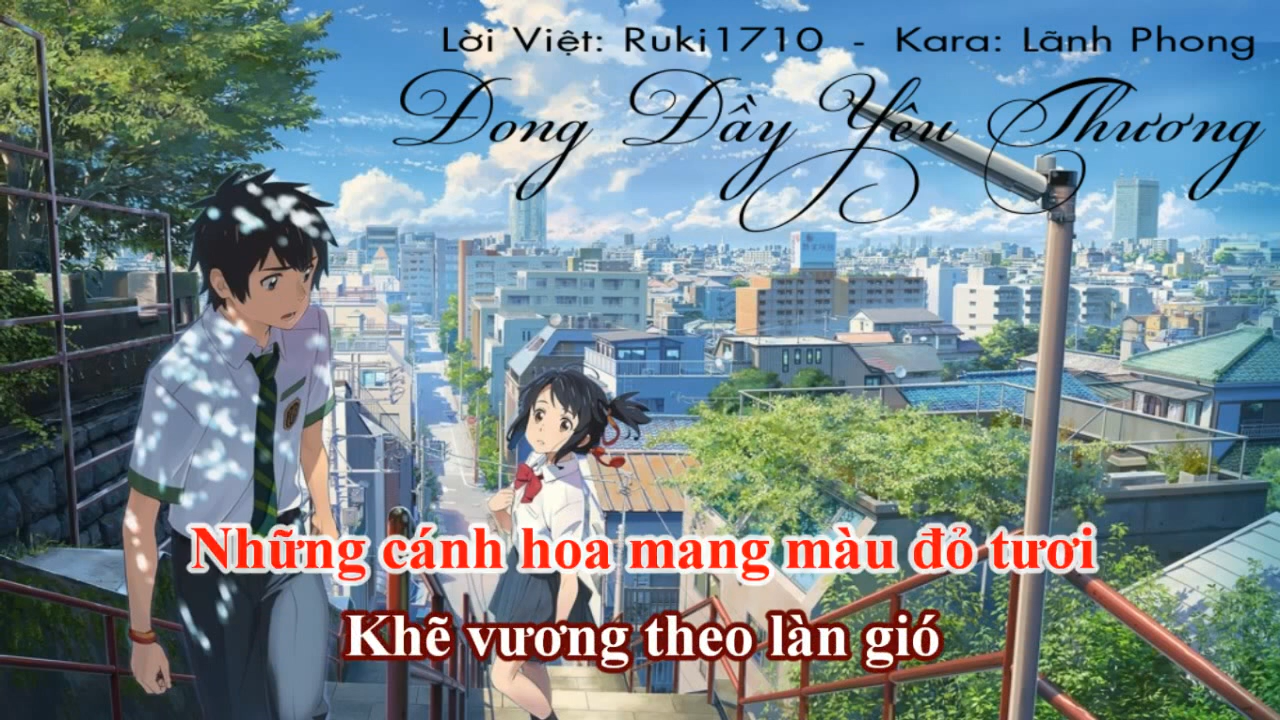 Lời Việt: Ruki1710 - Kara: Lãnh Phong
Đong Đầy Yêu Thương
Những cánh hoa mang màu đỏ tươi
Khẽ vương theo làn gió